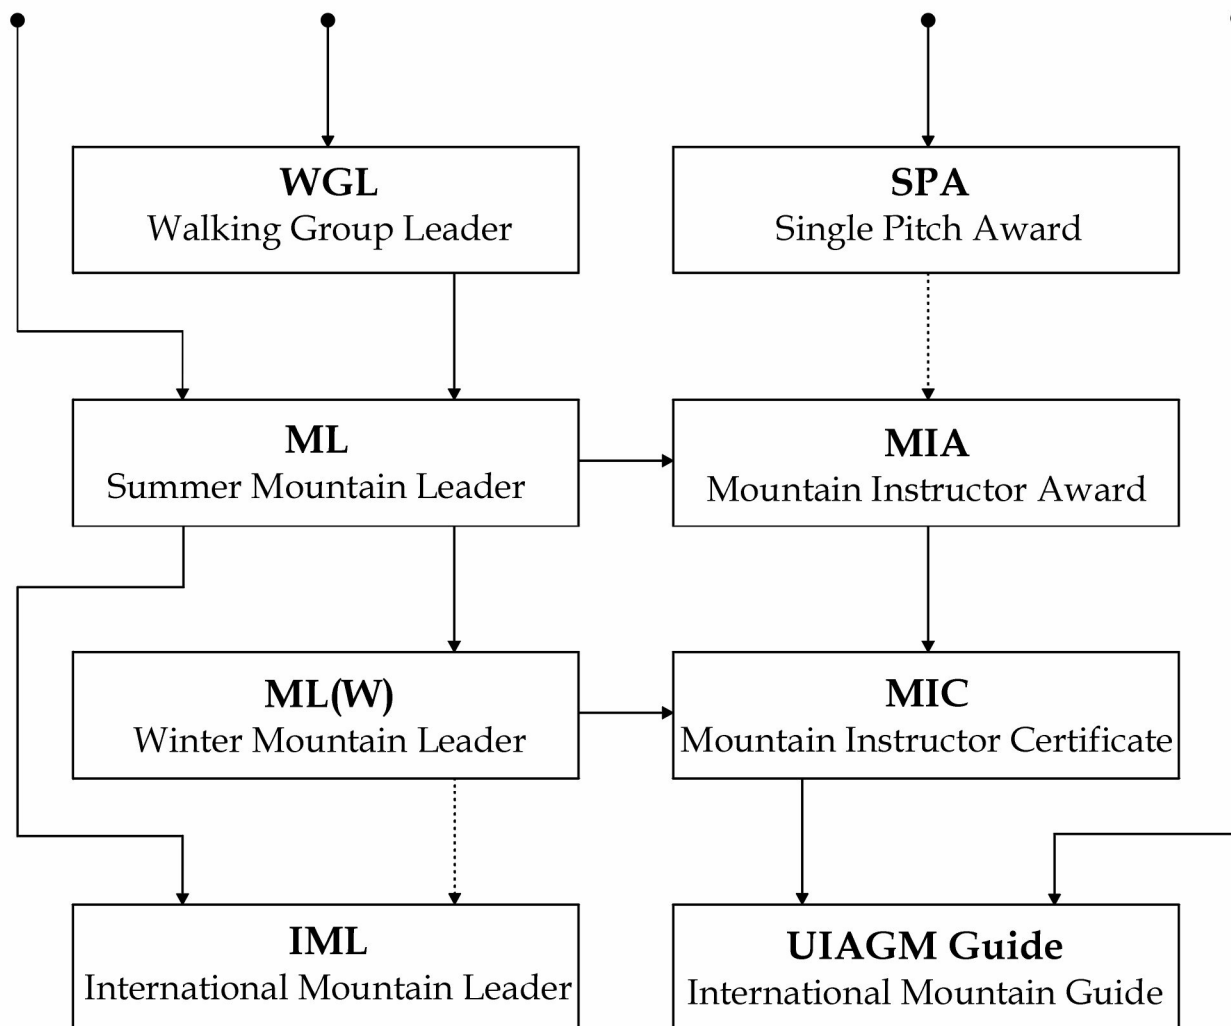 WGL
Walking Group Leader
SPA
Single Pitch Award
ML
Summer Mountain Leader
MIA
Mountain Instructor Award
ML(W)
Winter Mountain Leader
MIC
Mountain Instructor Certificate
IML
International Mountain Leader
UIAGM Guide
International Mountain Guide